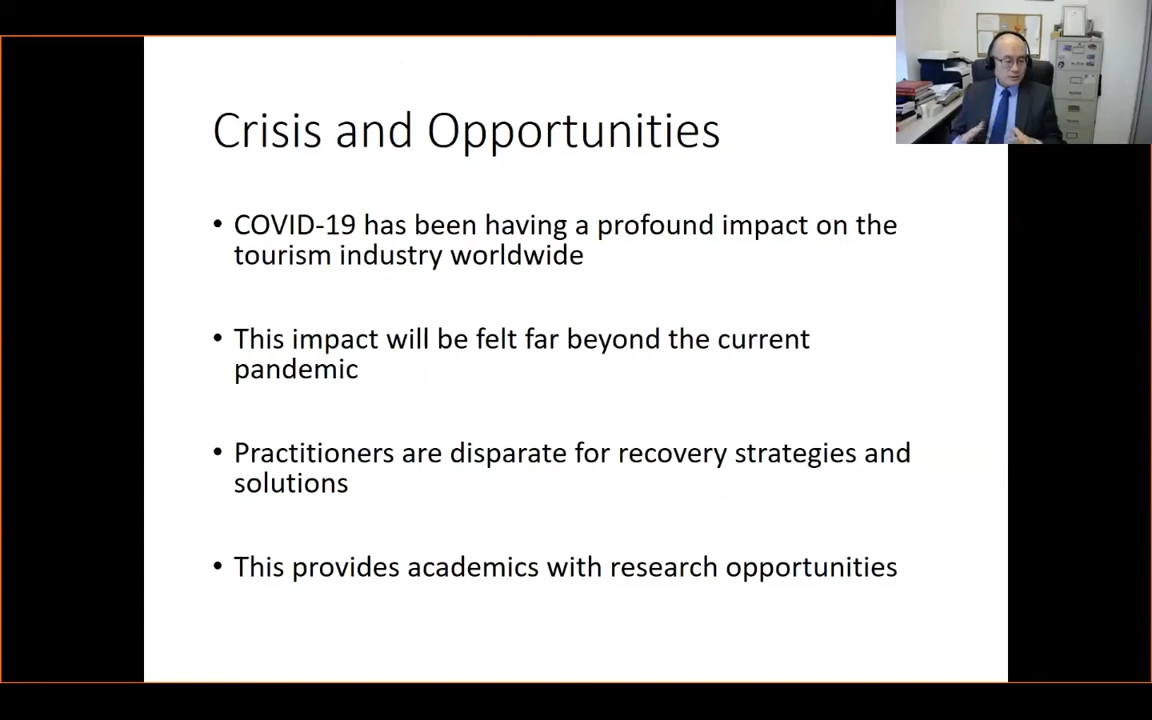 Crisis and Opportunities
• COVID-19 has been having a profound impact on the
tourism industry worldwide
• This impact will be felt far beyond the current
pandemic
• Practitioners are disparate for recovery strategies and
solutions
• This provides academics with research opportunities